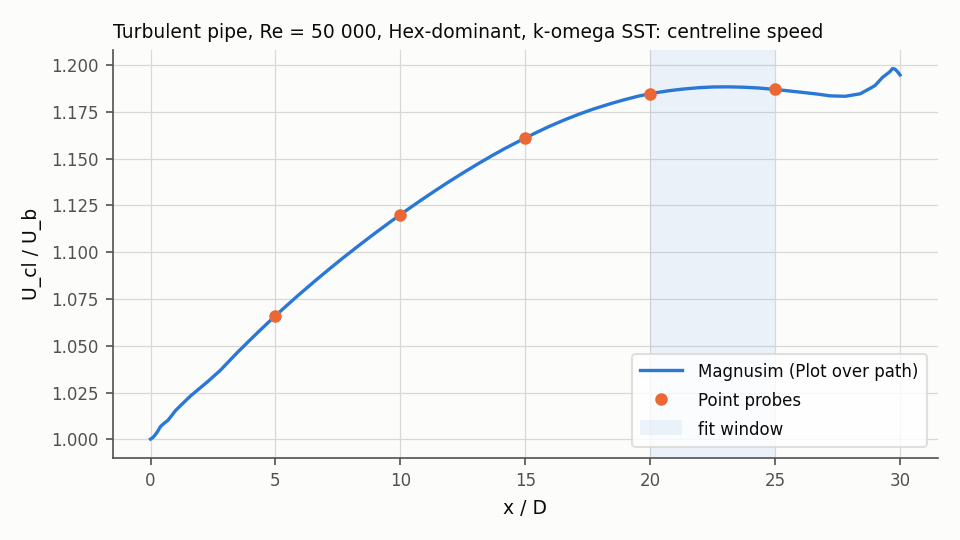 Turbulent pipe, Re = 50 000, Hex-dominant, k-omega SST: centreline speed
U_cl / U_b
1.200
1.175
1.150
1.125
1.100
1.075
1.050
1.025
1.000
Magnusim (Plot over path)
Point probes
fit window
0 5 10 15 20 25 30
x / D